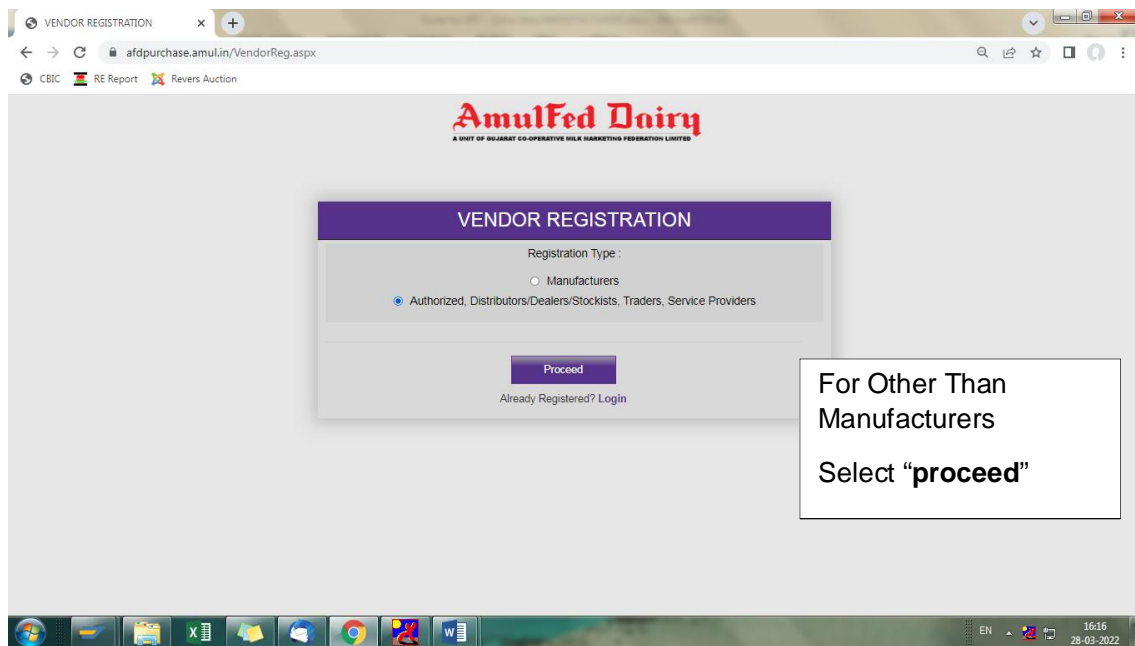 VENDOR REGISTRATION
afdpurchase.amul.in/VendorReg.aspx
CBIC RE Report Revers Auction
AmulFed Dairy
A UNIT OF GUJARAT CO-OPERATIVE MILK MARKETING FEDERATION LIMITED
VENDOR REGISTRATION
Registration Type :
Manufacturers
Authorized, Distributors/Dealers/Stockists, Traders, Service Providers
Proceed
Already Registered? Login
For Other Than
Manufacturers
Select “proceed”
EN
16:16
28-03-2022